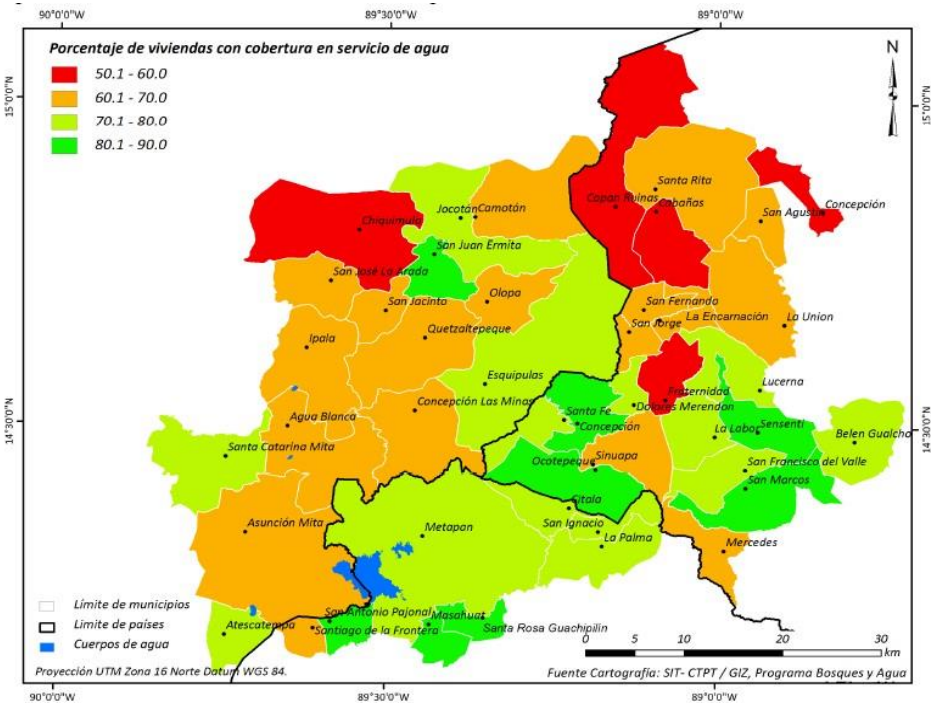 90°0'0"W 89°30'0"W 89°0'0"W
Porcentaje de viviendas con cobertura en servicio de agua
50.1 - 60.0
60.1 - 70.0
70.1 - 80.0
80.1 - 90.0
N
15°0'0"N
15°0'0"N
Santa Rita
Copan Ruinas
Cabañas
Concepción
San Agustin
Jocotán
Camotán
Chiquimula
San Juan Ermita
San José La Arada
San Jacinto
Olopa
San Fernando
La Encarnación
San Jorge
La Union
Quetzaltepeque
Ipala
Esquipulas
Fraternidad
Lucerna
Dolores Merendon
Concepción Las Minas
Santa Fe
Concepción
Agua Blanca
La Labor
Sensenti
Belen Gualcho
14°30'0"N
14°30'0"N
Santa Catarina Mita
Ocotepeque
Sinuapa
San Francisco del Valle
San Marcos
Citala
Asunción Mita
Metapan
San Ignacio
La Palma
Mercedes
Límite de municipios
Límite de países
Cuerpos de agua
San Antonio Pajonal
Masahuat
Atescatempa
Santiago de la Frontera
Santa Rosa Guachipilín
0 5 10 20 30
km
Proyección UTM Zona 16 Norte Datum WGS 84.
Fuente Cartografía: SIT- CTPT / GIZ, Programa Bosques y Agua
90°0'0"W 89°30'0"W 89°0'0"W